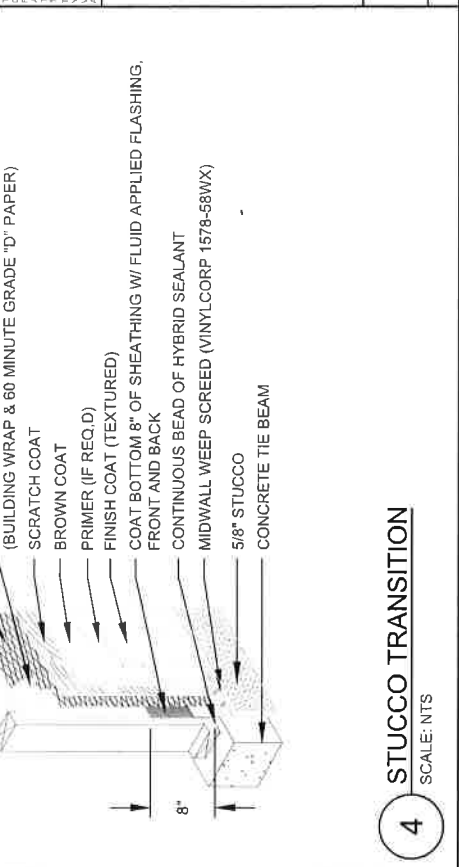 (BUILDING WRAP & 60 MINUTE GRADE "D" PAPER)
SCRATCH COAT
BROWN COAT
PRIMER (IF REQ,D)
FINISH COAT (TEXTURED)
COAT BOTTOM 8" OF SHEATHING W/ FLUID APPLIED FLASHING,
FRONT AND BACK
CONTINUOUS BEAD OF HYBRID SEALANT
MIDWALL WEEP SCREED (VINYLCORP 1578-58WX)
5/8" STUCCO
CONCRETE TIE BEAM
8"
4
STUCCO TRANSITION
SCALE: NTS